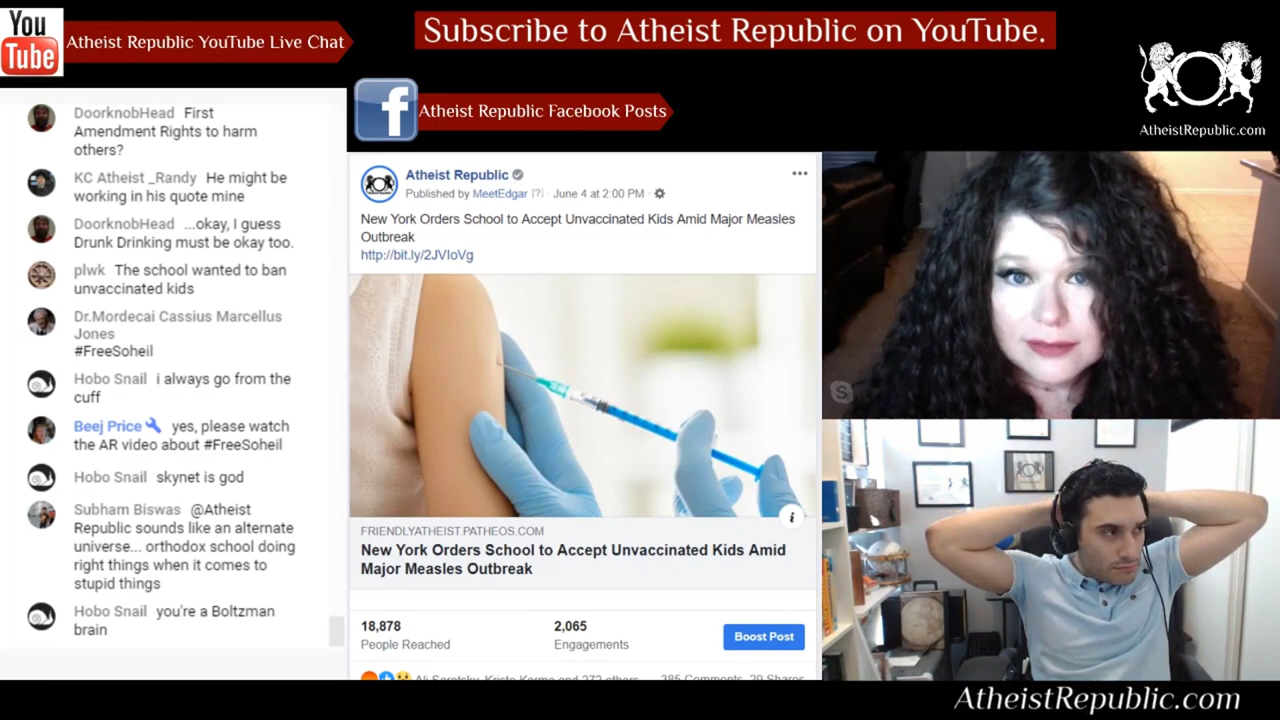 You
Tube
Atheist Republic YouTube Live Chat
Subscribe to Atheist Republic on YouTube.
AtheistRepublic.com
f
Atheist Republic Facebook Posts
DoorknobHead First
Amendment Rights to harm
others?
KC Atheist _Randy He might be
working in his quote mine
DoorknobHead ...okay, I guess
Drunk Drinking must be okay too.
plwk The school wanted to ban
unvaccinated kids
Dr.Mordecai Cassius Marcellus
Jones
#FreeSoheil
Hobo Snail i always go from the
cuff
Beej Price yes, please watch
the AR video about #FreeSoheil
Hobo Snail skynet is god
Subham Biswas @Atheist
Republic sounds like an alternate
universe... orthodox school doing
right things when it comes to
stupid things
Hobo Snail you're a Boltzman
brain
Atheist Republic
Published by MeetEdgar [?] · June 4 at 2:00 PM ·
New York Orders School to Accept Unvaccinated Kids Amid Major Measles
Outbreak
http://bit.ly/2JVIoVg
i
FRIENDLYATHEIST.PATHEOS.COM
New York Orders School to Accept Unvaccinated Kids Amid
Major Measles Outbreak
18,878
People Reached
2,065
Engagements
Boost Post
385 Comments 29 Shares
S
AtheistRepublic.com